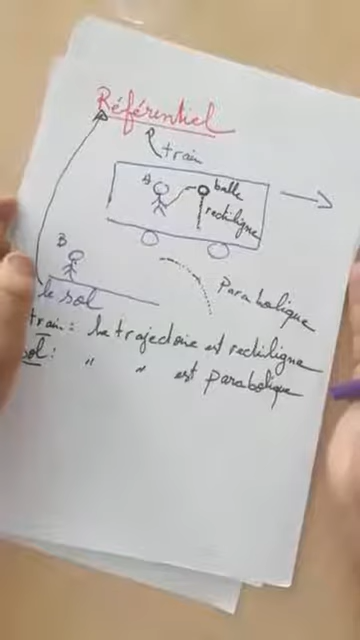 Référentiel
train
A
balle
rectiligne
B
le sol
Parabolique
train : la trajectoire est rectiligne
sol : " " est parabolique